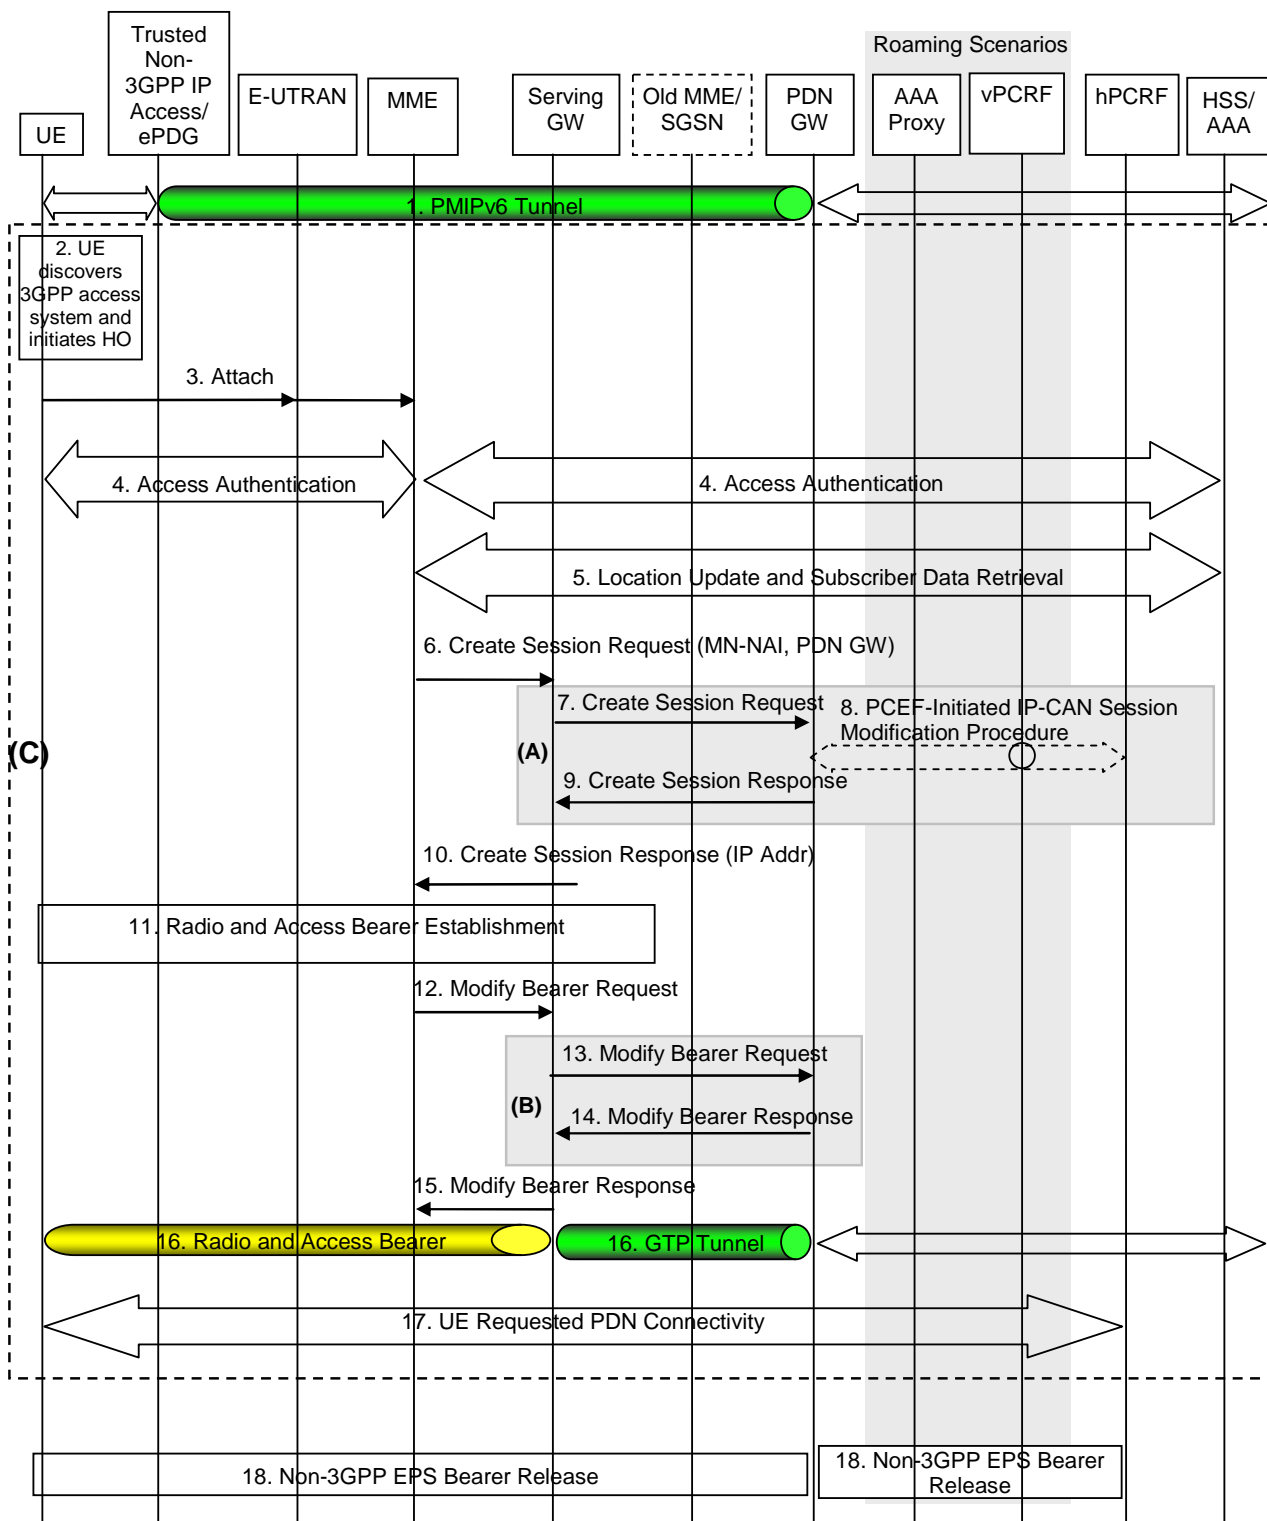 Roaming Scenarios
UE
Trusted
Non-
3GPP IP
Access/
ePDG
E-UTRAN
MME
Serving
GW
Old MME/
SGSN
PDN
GW
AAA
Proxy
vPCRF
hPCRF
HSS/
AAA
1. PMIPv6 Tunnel
2. UE
discovers
3GPP access
system and
initiates HO
3. Attach
4. Access Authentication
4. Access Authentication
5. Location Update and Subscriber Data Retrieval
6. Create Session Request (MN-NAI, PDN GW)
7. Create Session Request
8. PCEF-Initiated IP-CAN Session
Modification Procedure
(C)
(A)
9. Create Session Response
10. Create Session Response (IP Addr)
11. Radio and Access Bearer Establishment
12. Modify Bearer Request
13. Modify Bearer Request
(B)
14. Modify Bearer Response
15. Modify Bearer Response
16. Radio and Access Bearer
16. GTP Tunnel
17. UE Requested PDN Connectivity
18. Non-3GPP EPS Bearer Release
18. Non-3GPP EPS Bearer
Release